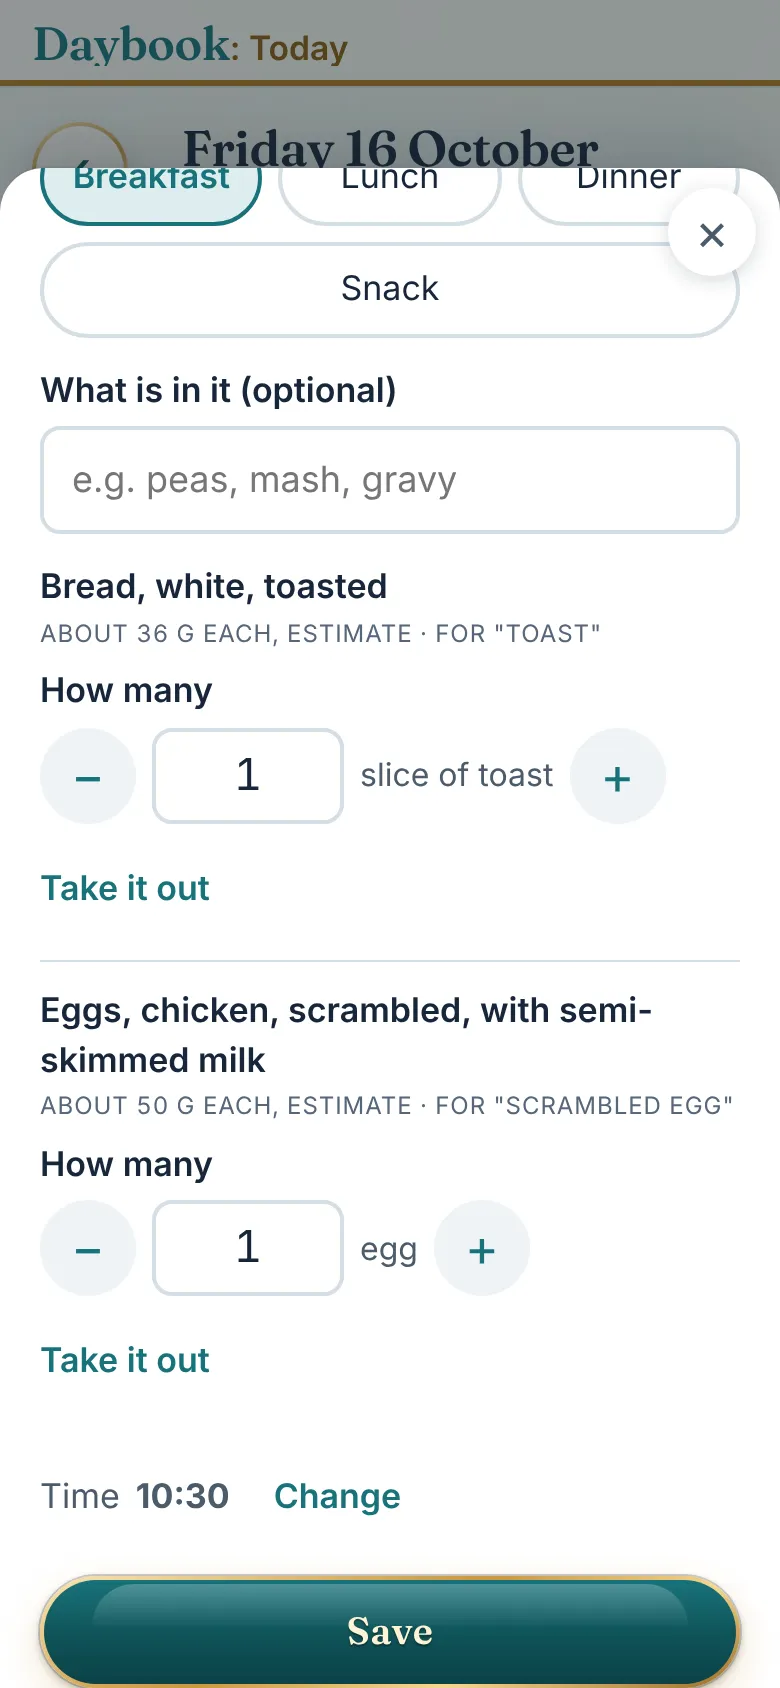 Daybook: Today
Friday 16 October
Breakfast
Lunch
Dinner
×
Snack
What is in it (optional)
e.g. peas, mash, gravy
Bread, white, toasted
ABOUT 36 G EACH, ESTIMATE · FOR "TOAST"
How many
− 1 slice of toast +
Take it out
Eggs, chicken, scrambled, with semi-
skimmed milk
ABOUT 50 G EACH, ESTIMATE · FOR "SCRAMBLED EGG"
How many
− 1 egg +
Take it out
Time 10:30 Change
Save